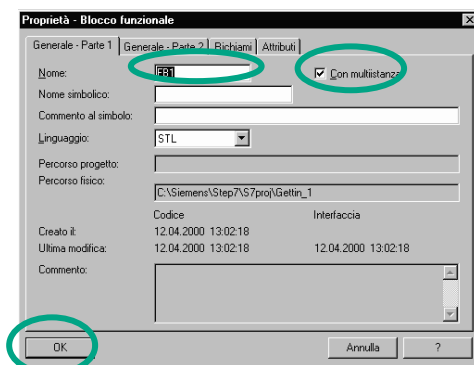 Proprietà - Blocco funzionale
Generale - Parte 1 Generale - Parte 2 Richiami Attributi
Nome: FB1 Con multiistanza
Nome simbolico:
Commento al simbolo:
Linguaggio: STL
Percorso progetto:
Percorso fisico:
C:\Siemens\Step7\S7proj\Gettin_1
Codice Interfaccia
Creato il: 12.04.2000 13:02:18
Ultima modifica: 12.04.2000 13:02:18 12.04.2000 13:02:18
Commento:
OK Annulla ?